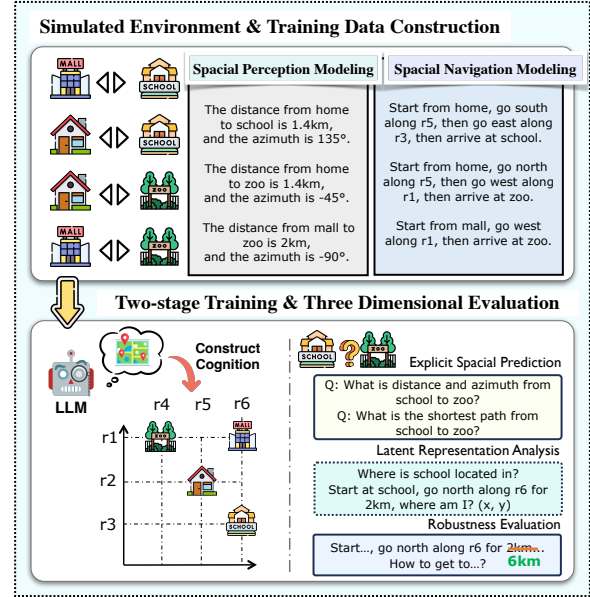 Simulated Environment & Training Data Construction
MALL
SCHOOL
Spacial Perception Modeling
Spacial Navigation Modeling
SCHOOL
ZOO
MALL
ZOO
The distance from home
to school is 1.4km,
and the azimuth is 135°.
The distance from home
to zoo is 1.4km,
and the azimuth is -45°.
The distance from mall to
zoo is 2km,
and the azimuth is -90°.
Start from home, go south
along r5, then go east along
r3, then arrive at school.
Start from home, go north
along r5, then go west along
r1, then arrive at zoo.
Start from mall, go west
along r1, then arrive at zoo.
Two-stage Training & Three Dimensional Evaluation
LLM
Construct
Cognition
r4 r5 r6
r1
ZOO
MALL
r2
r3
SCHOOL
SCHOOL
?
ZOO
Explicit Spacial Prediction
Q: What is distance and azimuth from
school to zoo?
Q: What is the shortest path from
school to zoo?
Latent Representation Analysis
Where is school located in?
Start at school, go north along r6 for
2km, where am I? (x, y)
Robustness Evaluation
Start..., go north along r6 for 2km...
How to get to...? 6km